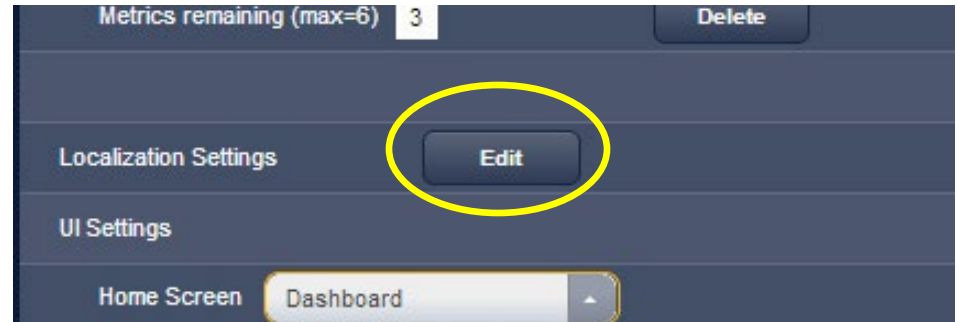 Metrics remaining (max=6) 3 Delete
Localization Settings Edit
UI Settings
Home Screen Dashboard